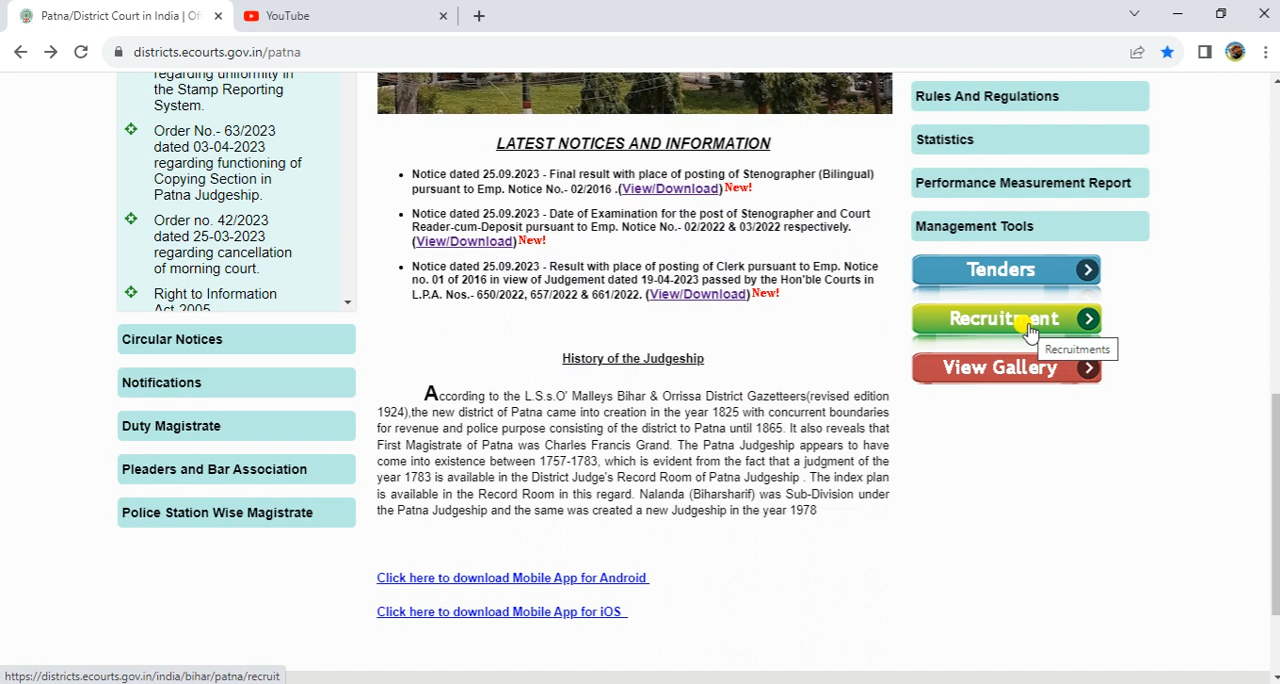 Patna/District Court in India | Of
YouTube
districts.ecourts.gov.in/patna
regarding uniformity in
the Stamp Reporting
System.
Order No.- 63/2023
dated 03-04-2023
regarding functioning of
Copying Section in
Patna Judgeship.
Order no. 42/2023
dated 25-03-2023
regarding cancellation
of morning court.
Right to Information
Act 2005
Circular Notices
Notifications
Duty Magistrate
Pleaders and Bar Association
Police Station Wise Magistrate
LATEST NOTICES AND INFORMATION
Notice dated 25.09.2023 - Final result with place of posting of Stenographer (Bilingual)
pursuant to Emp. Notice No.- 02/2016 .(View/Download)New!
Notice dated 25.09.2023 - Date of Examination for the post of Stenographer and Court
Reader-cum-Deposit pursuant to Emp. Notice No.- 02/2022 & 03/2022 respectively.
(View/Download)New!
Notice dated 25.09.2023 - Result with place of posting of Clerk pursuant to Emp. Notice
no. 01 of 2016 in view of Judgement dated 19-04-2023 passed by the Hon'ble Courts in
L.P.A. Nos.- 650/2022, 657/2022 & 661/2022. (View/Download)New!
History of the Judgeship
According to the L.S.s.O' Malleys Bihar & Orrissa District Gazetteers(revised edition
1924),the new district of Patna came into creation in the year 1825 with concurrent boundaries
for revenue and police purpose consisting of the district to Patna until 1865. It also reveals that
First Magistrate of Patna was Charles Francis Grand. The Patna Judgeship appears to have
come into existence between 1757-1783, which is evident from the fact that a judgment of the
year 1783 is available in the District Judge's Record Room of Patna Judgeship . The index plan
is available in the Record Room in this regard. Nalanda (Biharsharif) was Sub-Division under
the Patna Judgeship and the same was created a new Judgeship in the year 1978
Click here to download Mobile App for Android
Click here to download Mobile App for iOS
Rules And Regulations
Statistics
Performance Measurement Report
Management Tools
Tenders
Recruitment
Recruitments
View Gallery
https://districts.ecourts.gov.in/india/bihar/patna/recruit